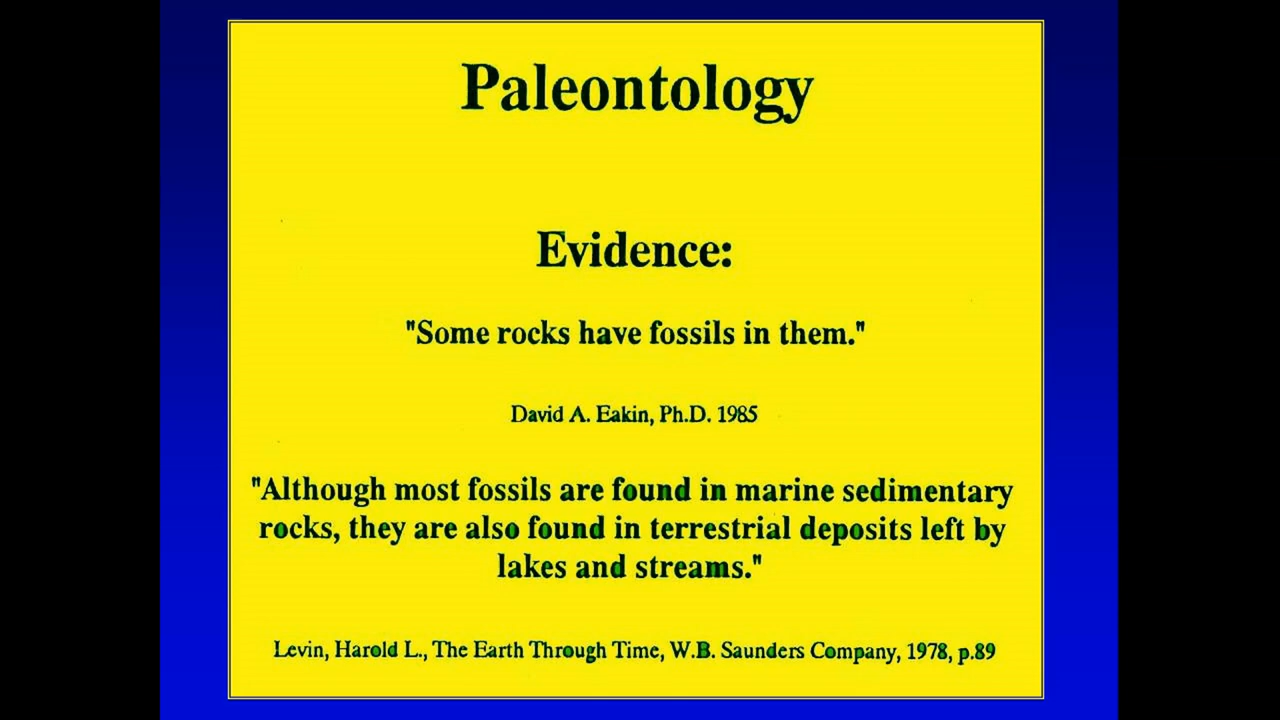 Paleontology
Evidence:
"Some rocks have fossils in them."
David A. Eakin, Ph.D. 1985
"Although most fossils are found in marine sedimentary
rocks, they are also found in terrestrial deposits left by
lakes and streams."
Levin, Harold L., The Earth Through Time, W.B. Saunders Company, 1978, p.89